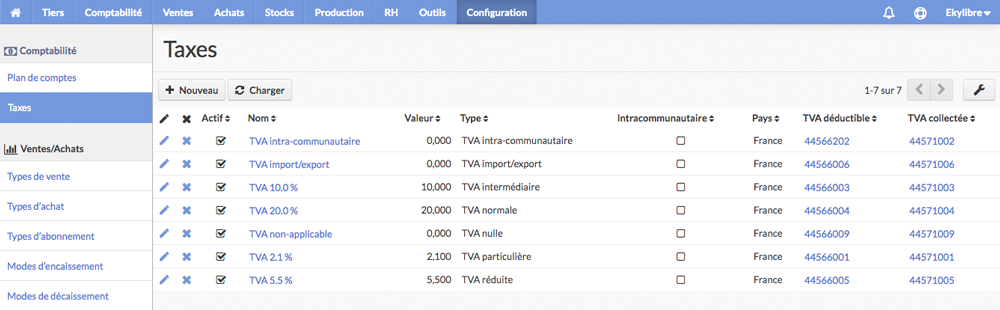 Tiers Comptabilité Ventes Achats Stocks Production RH Outils Configuration Ekylibre
Comptabilité
Plan de comptes
Taxes
Ventes/Achats
Types de vente
Types d'achat
Types d'abonnement
Modes d'encaissement
Modes de décaissement
Taxes
Nouveau Charger 1-7 sur 7
Actif Nom Valeur Type Intracommunautaire Pays TVA déductible TVA collectée
TVA intra-communautaire 0,000 TVA intra-communautaire France 44566202 44571002
TVA import/export 0,000 TVA import/export France 44566006 44571006
TVA 10.0 % 10,000 TVA intermédiaire France 44566003 44571003
TVA 20.0 % 20,000 TVA normale France 44566004 44571004
TVA non-applicable 0,000 TVA nulle France 44566009 44571009
TVA 2.1 % 2,100 TVA particulière France 44566001 44571001
TVA 5.5 % 5,500 TVA réduite France 44566005 44571005